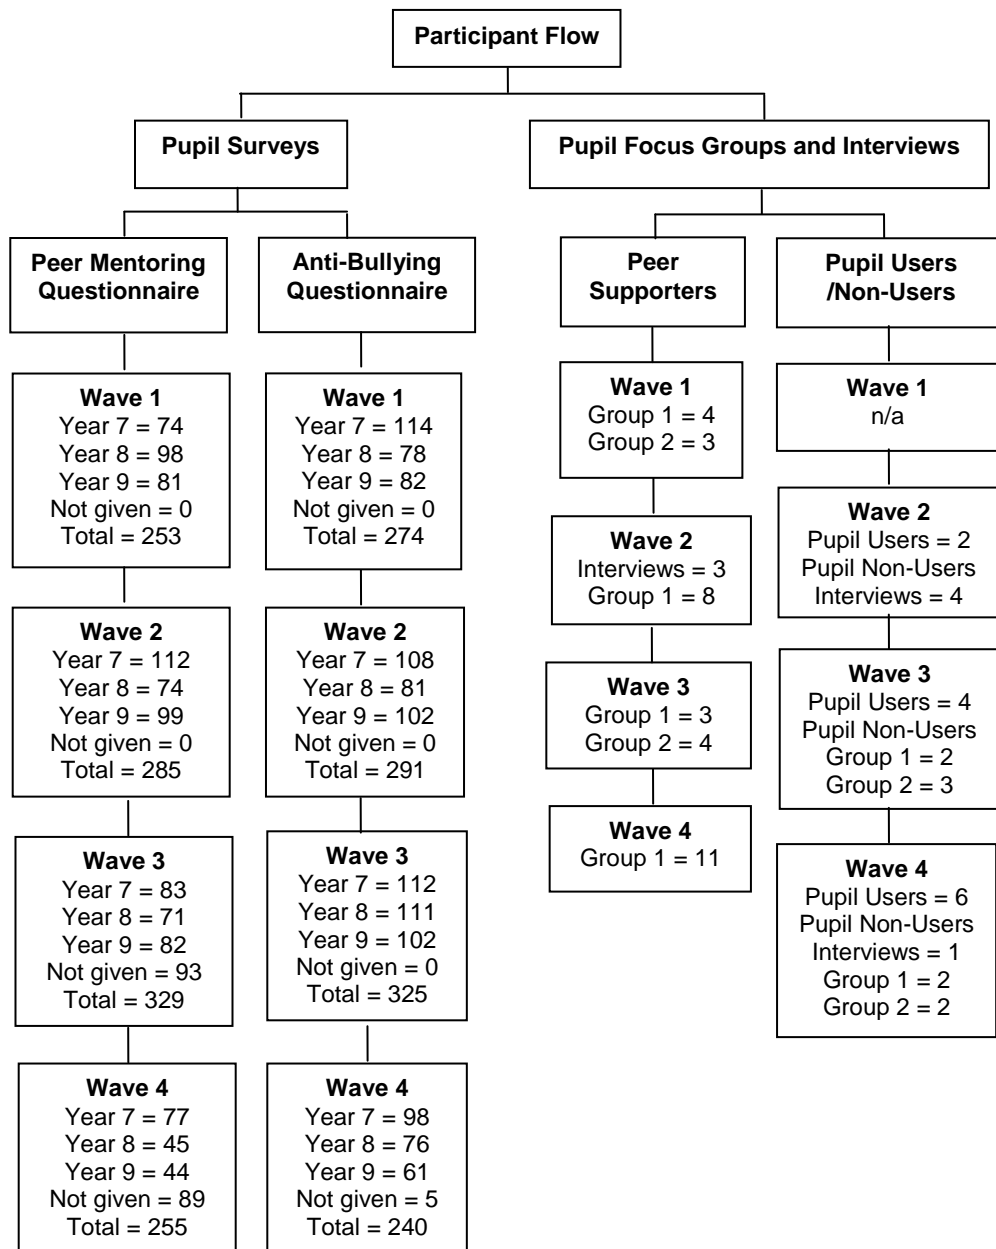 Participant Flow
Pupil Surveys
Pupil Focus Groups and Interviews
Peer Mentoring
Questionnaire
Anti-Bullying
Questionnaire
Peer
Supporters
Pupil Users
/Non-Users
Wave 1
Year 7 = 74
Year 8 = 98
Year 9 = 81
Not given = 0
Total = 253
Wave 2
Year 7 = 112
Year 8 = 74
Year 9 = 99
Not given = 0
Total = 285
Wave 3
Year 7 = 83
Year 8 = 71
Year 9 = 82
Not given = 93
Total = 329
Wave 4
Year 7 = 77
Year 8 = 45
Year 9 = 44
Not given = 89
Total = 255
Wave 1
Year 7 = 114
Year 8 = 78
Year 9 = 82
Not given = 0
Total = 274
Wave 2
Year 7 = 108
Year 8 = 81
Year 9 = 102
Not given = 0
Total = 291
Wave 3
Year 7 = 112
Year 8 = 111
Year 9 = 102
Not given = 0
Total = 325
Wave 4
Year 7 = 98
Year 8 = 76
Year 9 = 61
Not given = 5
Total = 240
Wave 1
Group 1 = 4
Group 2 = 3
Wave 2
Interviews = 3
Group 1 = 8
Wave 3
Group 1 = 3
Group 2 = 4
Wave 4
Group 1 = 11
Wave 1
n/a
Wave 2
Pupil Users = 2
Pupil Non-Users
Interviews = 4
Wave 3
Pupil Users = 4
Pupil Non-Users
Group 1 = 2
Group 2 = 3
Wave 4
Pupil Users = 6
Pupil Non-Users
Interviews = 1
Group 1 = 2
Group 2 = 2